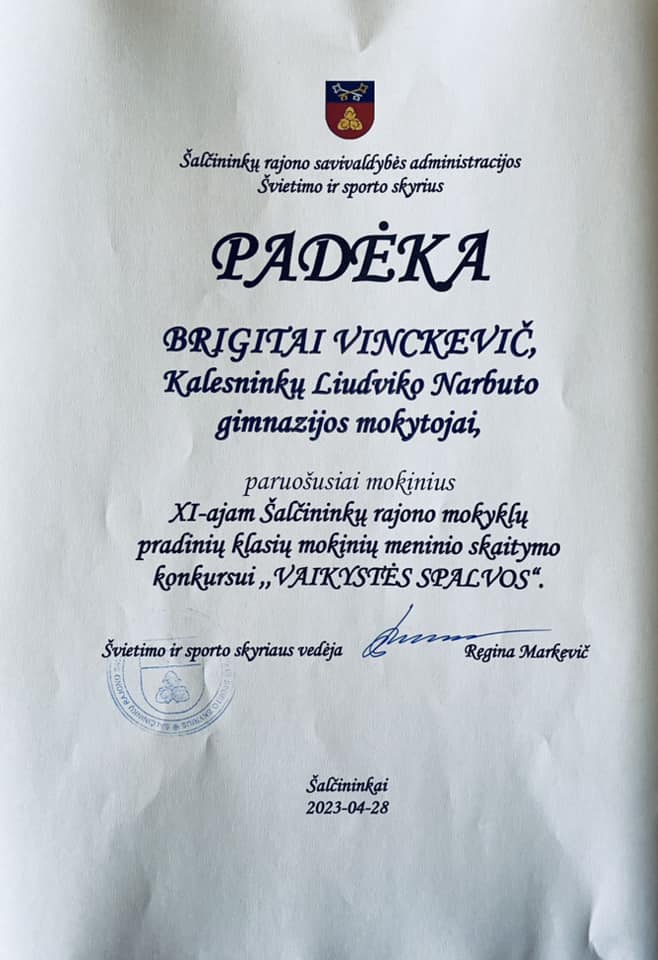 Šalčininkų rajono savivaldybės administracijos
Švietimo ir sporto skyrius
PADĖKA
BRIGITAI VINCKEVIČ,
Kalesninkų Liudviko Narbuto
gimnazijos mokytojai,
paruošusiai mokinius
XI-ajam Šalčininkų rajono mokyklų
pradinių klasių mokinių meninio skaitymo
konkursui ,,VAIKYSTĖS SPALVOS“.
Švietimo ir sporto skyriaus vedėja Regina Markevič
Šalčininkai
2023-04-28